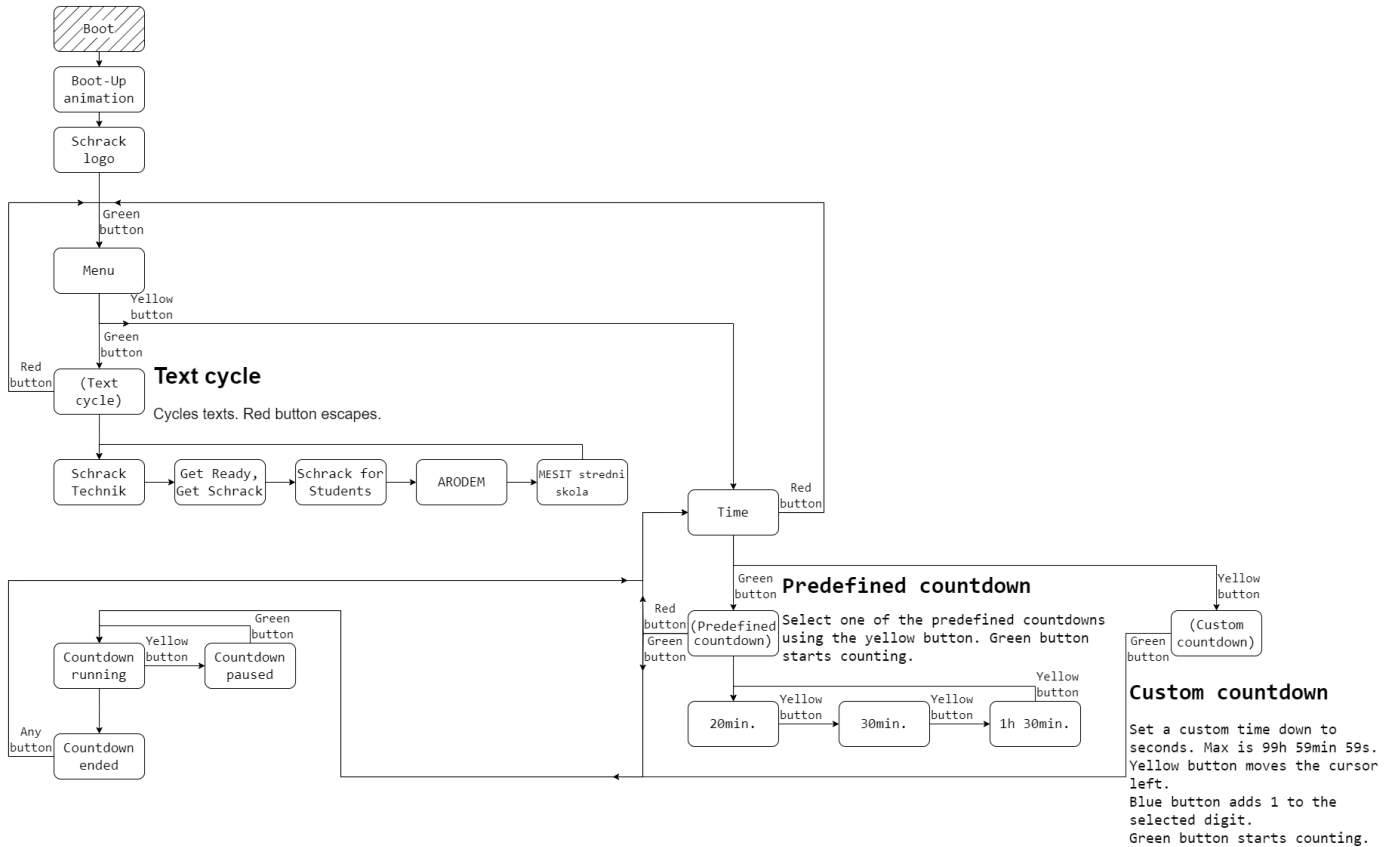 Boot
Boot-Up
animation
Schrack
logo
Green
button
Menu
Yellow
button
Green
button
Red
button
(Text
cycle)
Text cycle
Cycles texts. Red button escapes.
Schrack
Technik
Get Ready,
Get Schrack
Schrack for
Students
ARODEM
MESIT stredni
skola
Time
Red
button
Green
button
Yellow
button
Predefined countdown
Select one of the predefined countdowns
using the yellow button. Green button
starts counting.
Red
button
Green
button
(Predefined
countdown)
(Custom
countdown)
Green
button
Green
button
Yellow
button
Countdown
running
Countdown
paused
Yellow
button
20min.
Yellow
button
30min.
Yellow
button
1h 30min.
Any
button
Countdown
ended
Custom countdown
Set a custom time down to
seconds. Max is 99h 59min 59s.
Yellow button moves the cursor
left.
Blue button adds 1 to the
selected digit.
Green button starts counting.